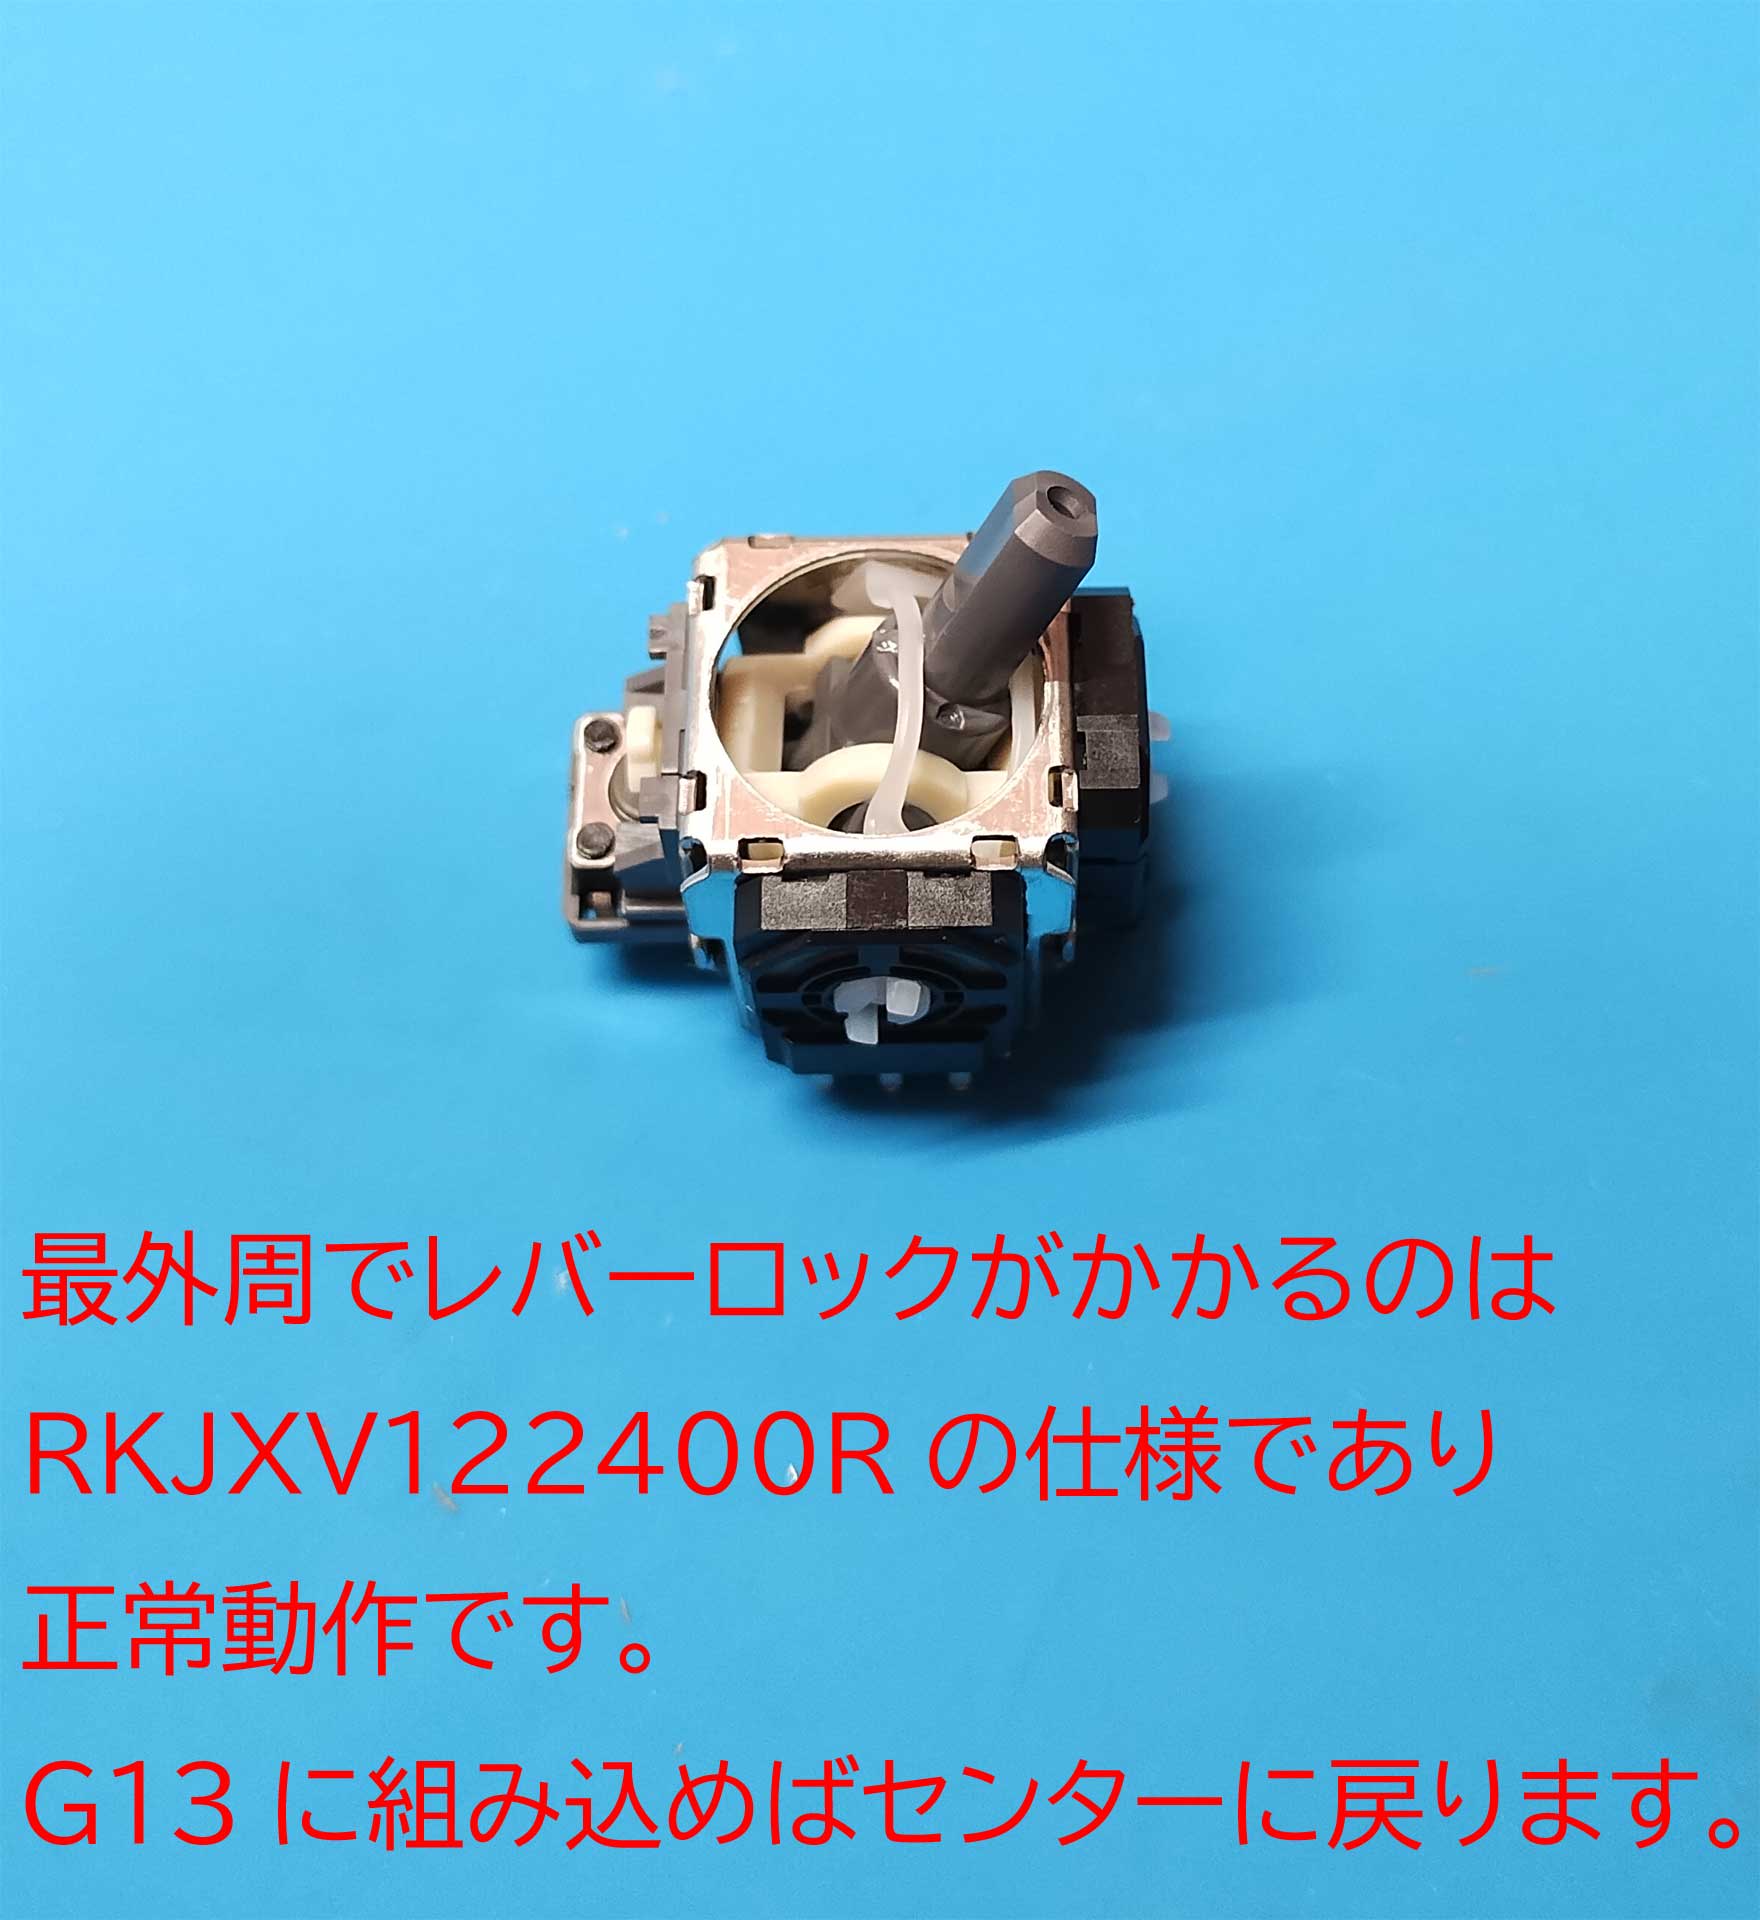 最外周でレバーロックがかかるのは
RKJXV122400R の仕様であり
正常動作です。
G13 に組み込めばセンターに戻ります。